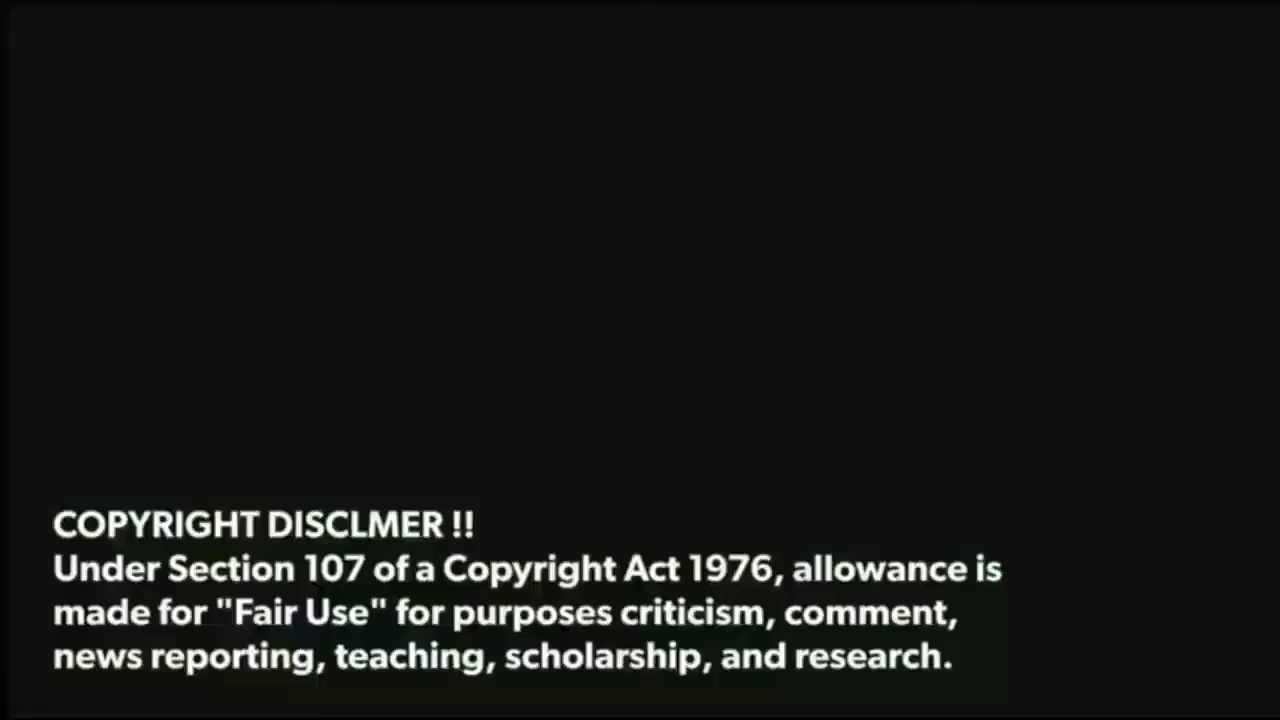 COPYRIGHT DISCLMER !!
Under Section 107 of a Copyright Act 1976, allowance is
made for "Fair Use" for purposes criticism, comment,
news reporting, teaching, scholarship, and research.